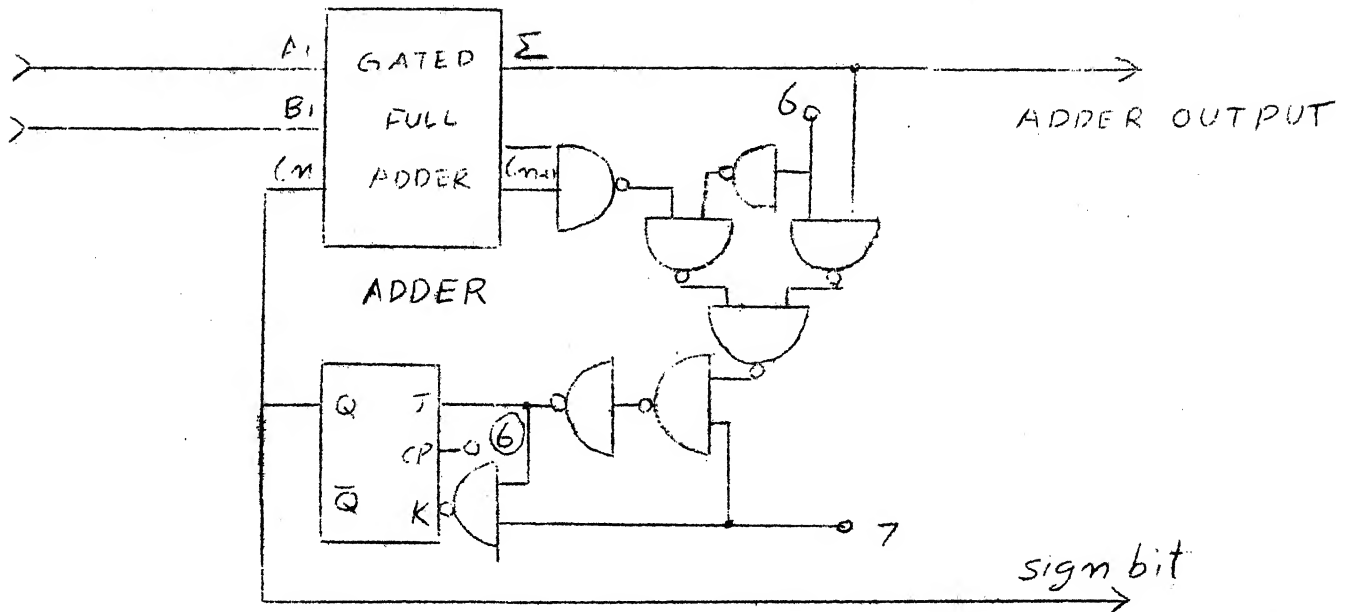 A1
GATED
Σ
B1
FULL
6
ADDER OUTPUT
Cn
ADDER
Cn+1
ADDER
Q
J
CP
6
Q̅
K
7
sign bit